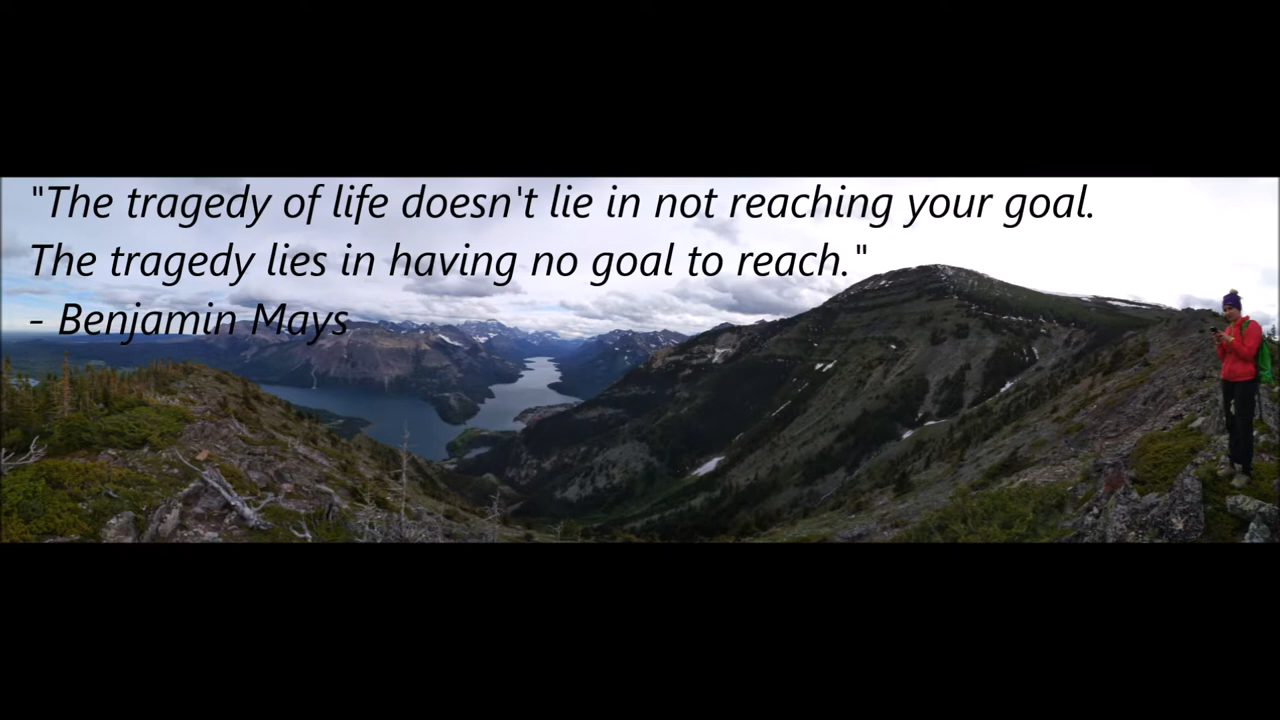 "The tragedy of life doesn't lie in not reaching your goal.
The tragedy lies in having no goal to reach."
- Benjamin Mays